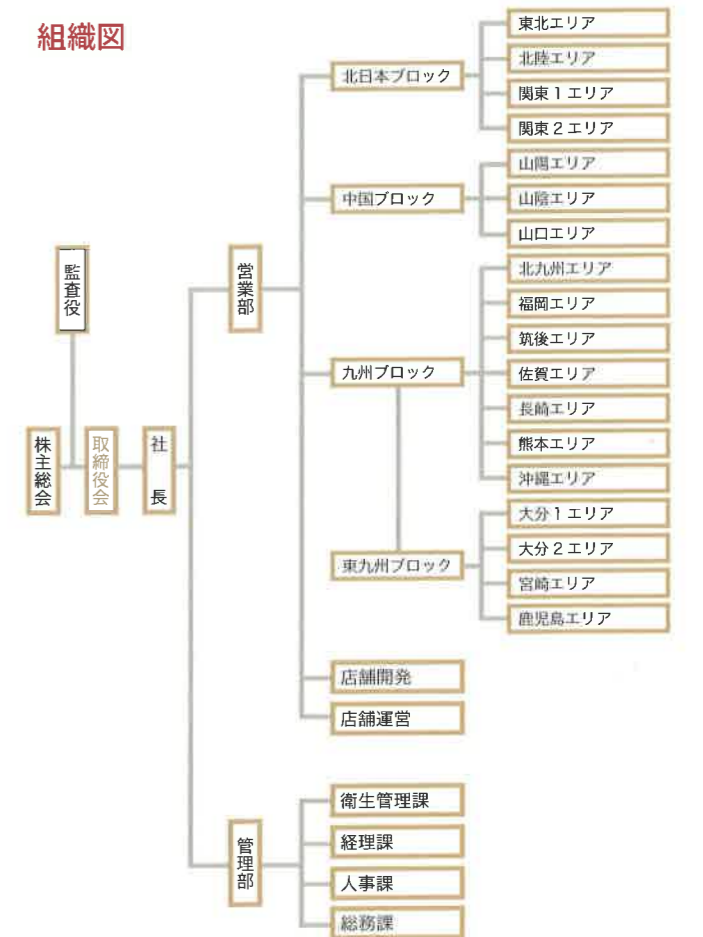 組織図
監査役
株主総会
取締役会
社長
営業部
北日本ブロック
東北エリア
北陸エリア
関東1エリア
関東2エリア
中国ブロック
山陽エリア
山陰エリア
山口エリア
九州ブロック
北九州エリア
福岡エリア
筑後エリア
佐賀エリア
長崎エリア
熊本エリア
沖縄エリア
東九州ブロック
大分1エリア
大分2エリア
宮崎エリア
鹿児島エリア
店舗開発
店舗運営
管理部
衛生管理課
経理課
人事課
総務課